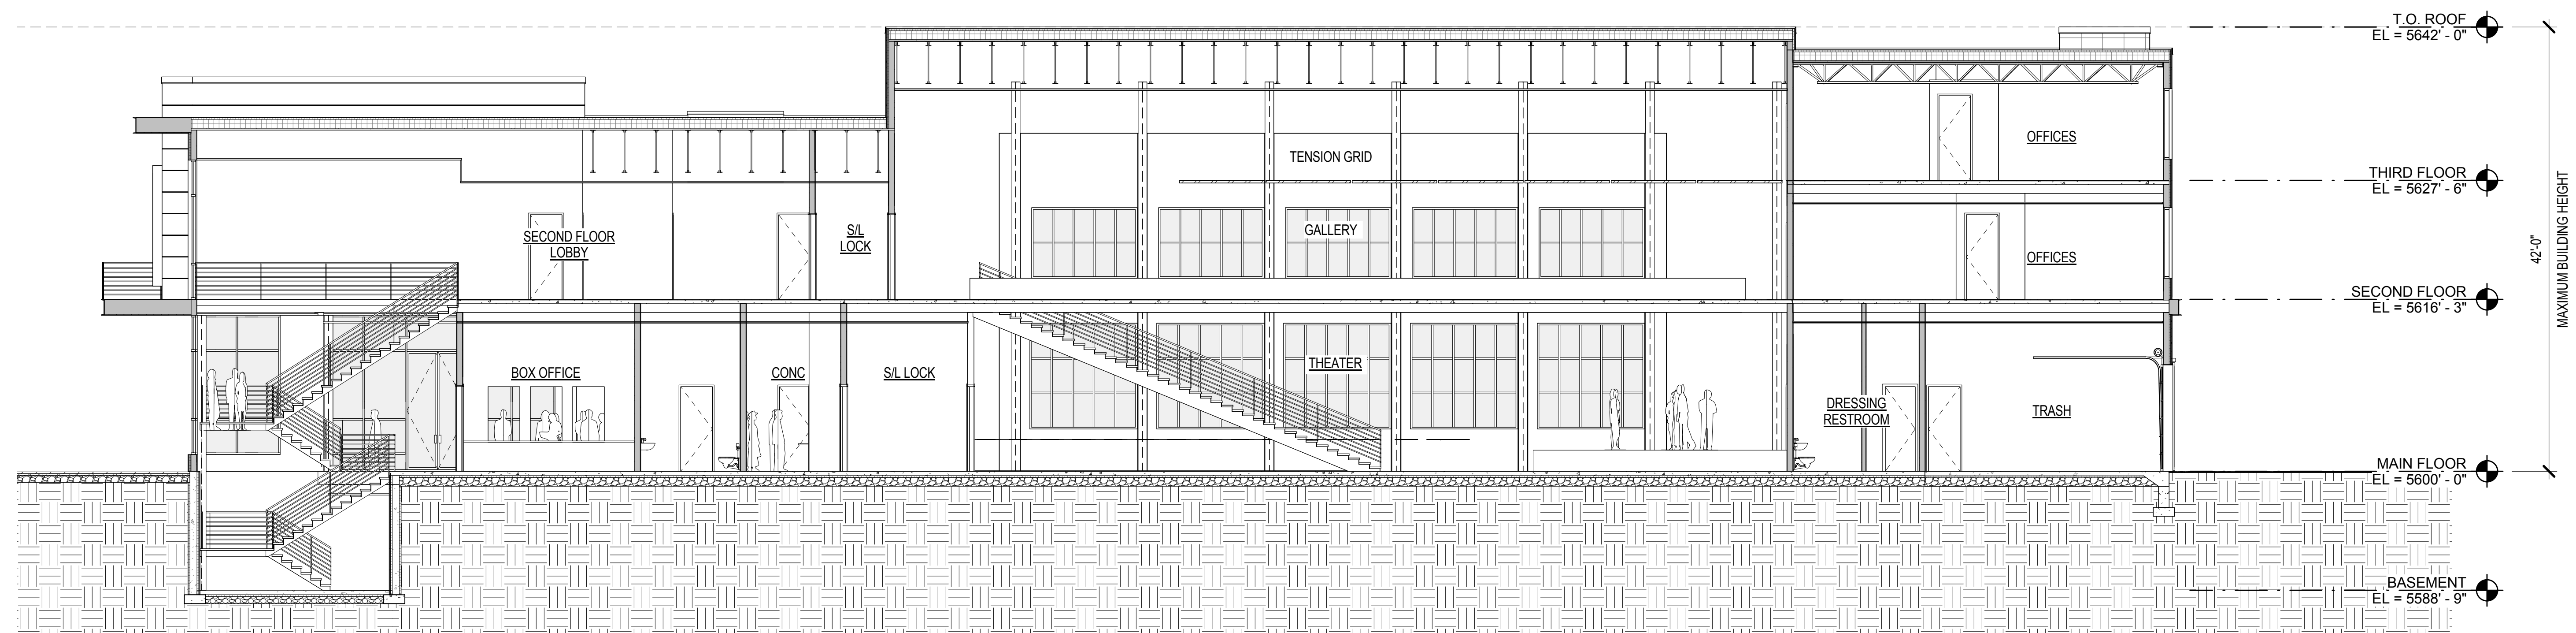 T.O. ROOF
EL = 5642' - 0"
OFFICES
TENSION GRID
THIRD FLOOR
EL = 5627' - 6"
SECOND FLOOR
LOBBY
S/L
LOCK
GALLERY
OFFICES
42'-0"
MAXIMUM BUILDING HEIGHT
SECOND FLOOR
EL = 5616' - 3"
BOX OFFICE
CONC
S/L LOCK
THEATER
DRESSING
RESTROOM
TRASH
MAIN FLOOR
EL = 5600' - 0"
BASEMENT
EL = 5588' - 9"